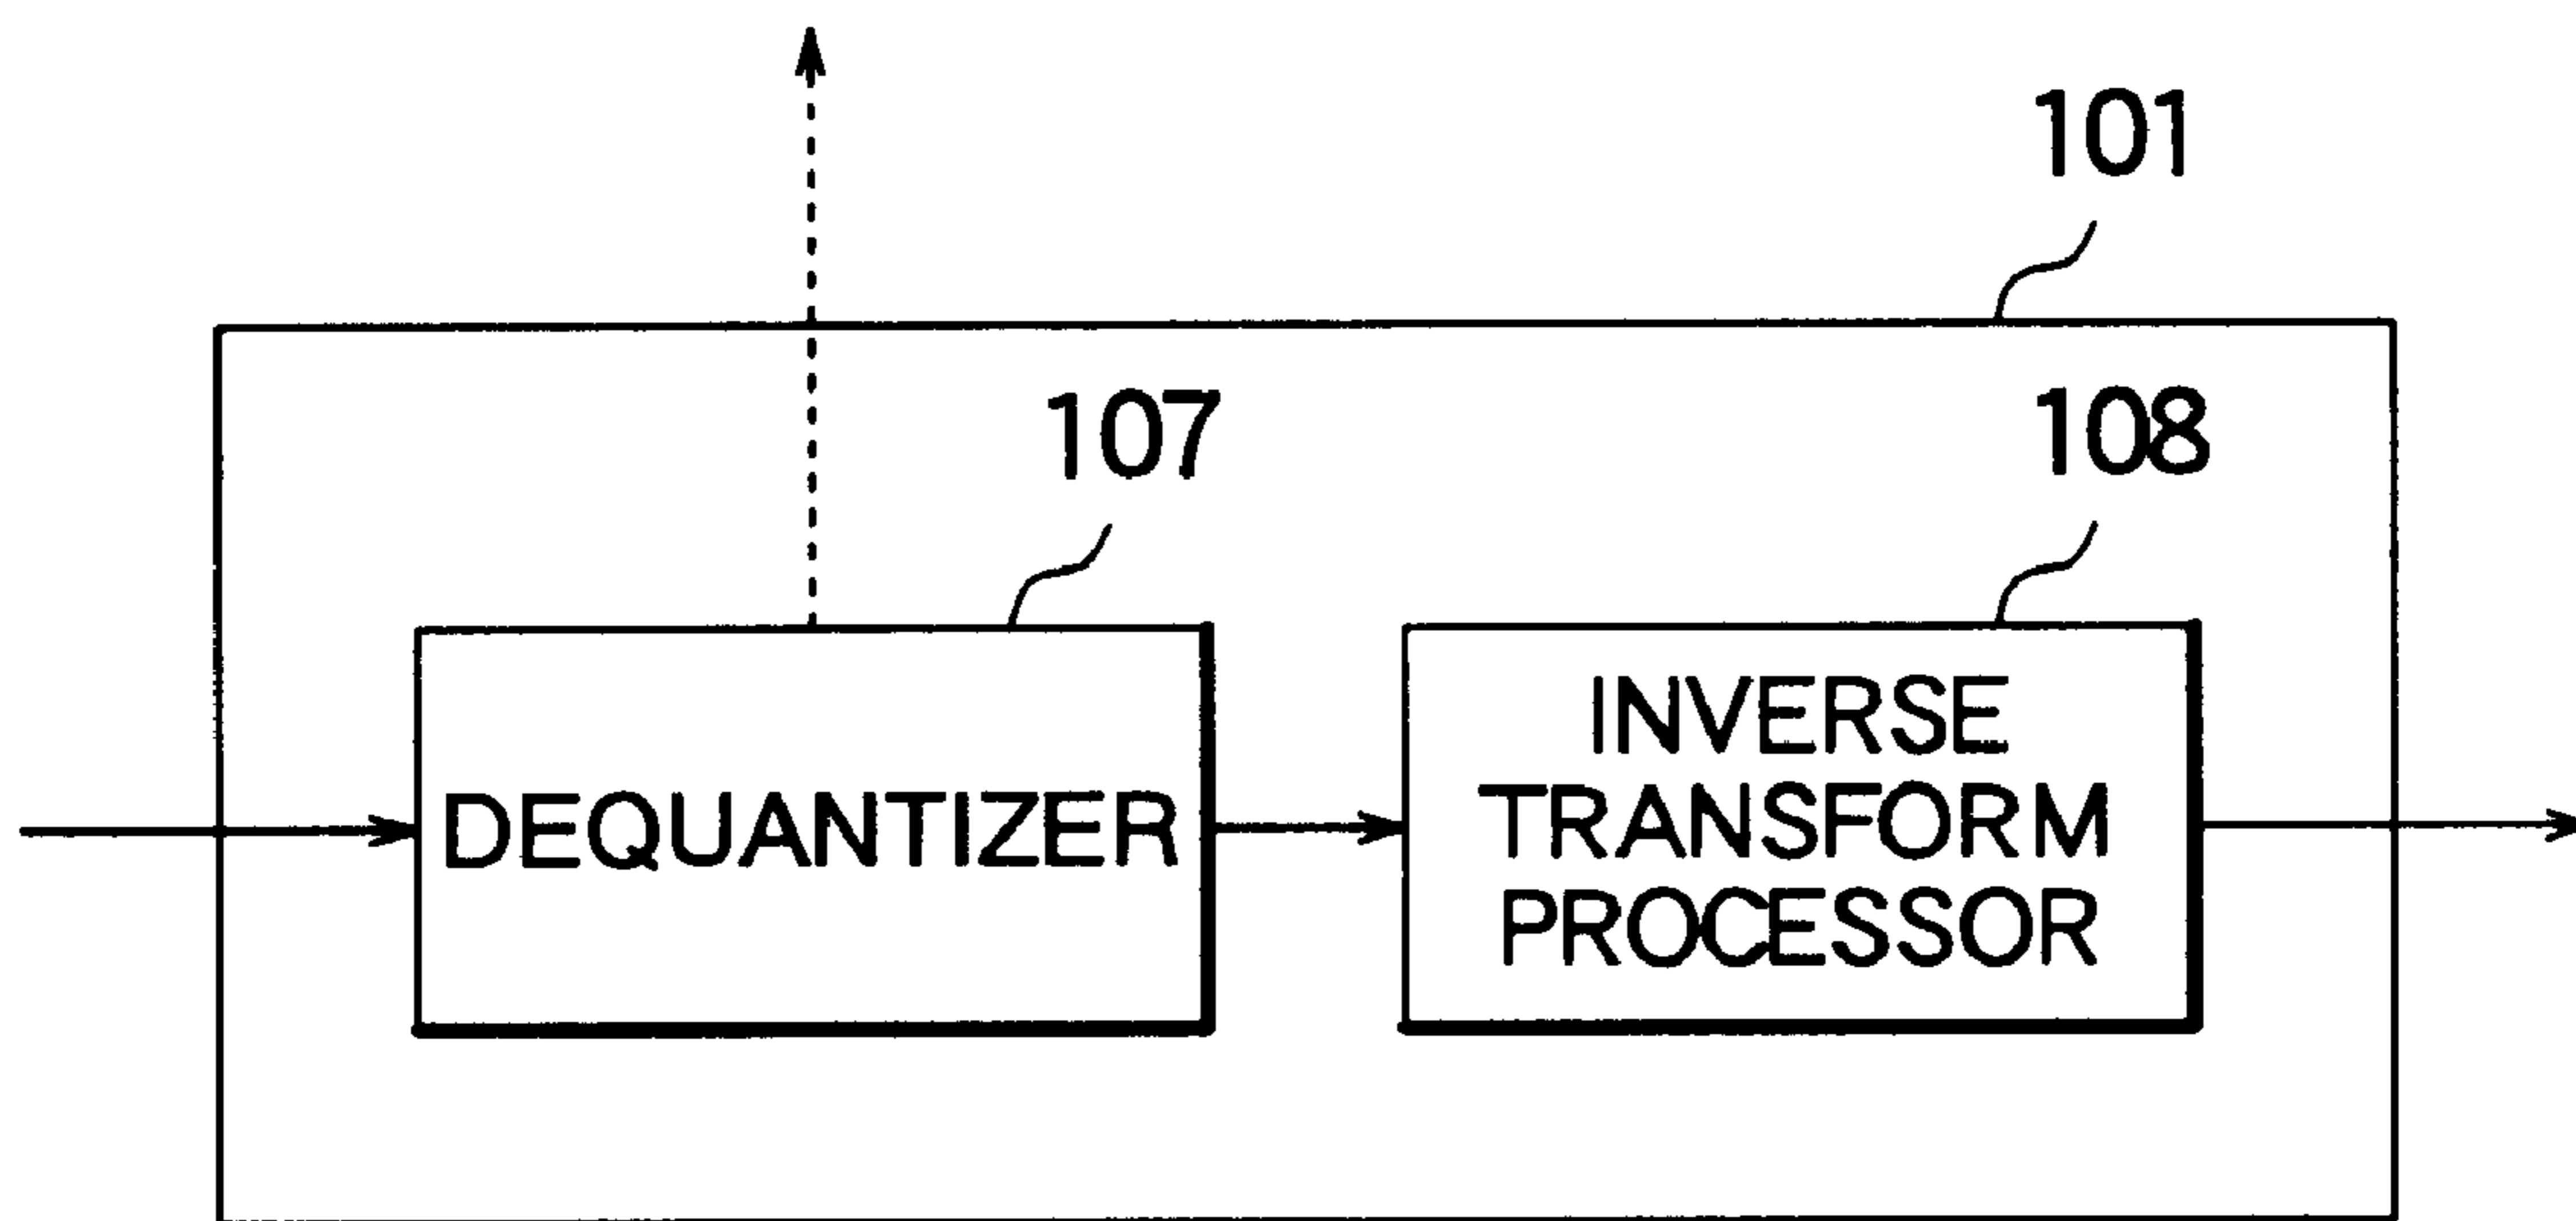 101
107
108
DEQUANTIZER
INVERSE
TRANSFORM
PROCESSOR